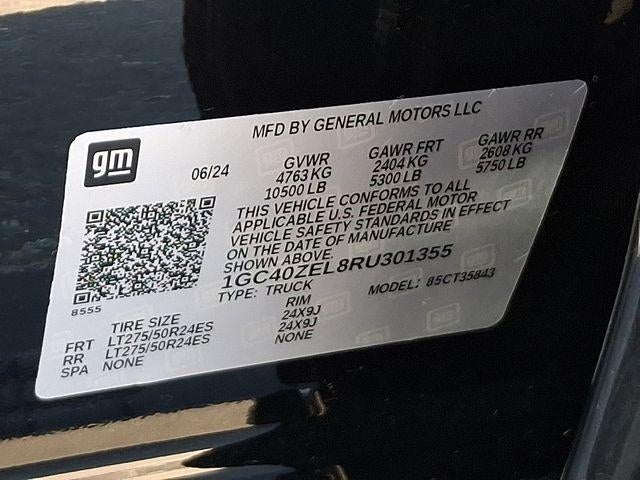 MFD BY GENERAL MOTORS LLC
gm
06/24
GVWR GAWR FRT GAWR RR
4763 KG 2404 KG 2608 KG
10500 LB 5300 LB 5750 LB
THIS VEHICLE CONFORMS TO ALL
APPLICABLE U.S. FEDERAL MOTOR
VEHICLE SAFETY STANDARDS IN EFFECT
ON THE DATE OF MANUFACTURE
SHOWN ABOVE.
1GC40ZEL8RU301355
TYPE: TRUCK MODEL: 85CT35843
8555
TIRE SIZE RIM
FRT LT275/50R24ES 24X9J
RR LT275/50R24ES 24X9J
SPA NONE NONE